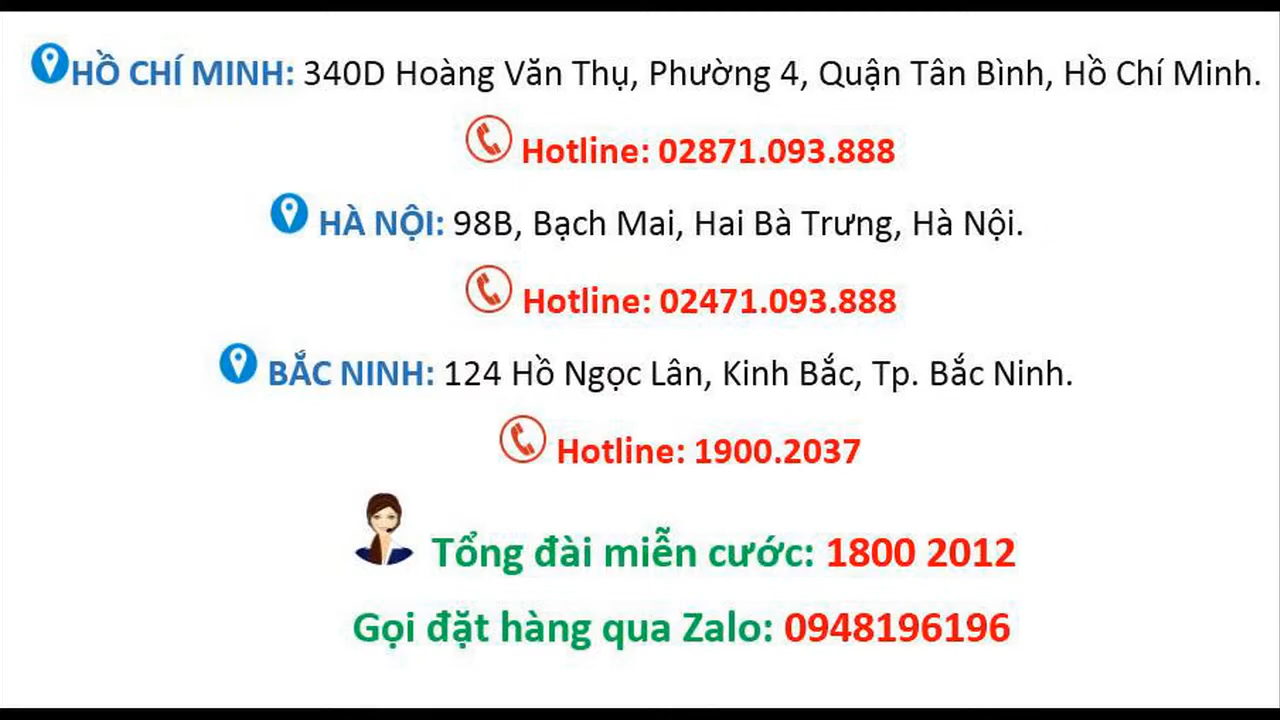 HỒ CHÍ MINH: 340D Hoàng Văn Thụ, Phường 4, Quận Tân Bình, Hồ Chí Minh.
Hotline: 02871.093.888
HÀ NỘI: 98B, Bạch Mai, Hai Bà Trưng, Hà Nội.
Hotline: 02471.093.888
BẮC NINH: 124 Hồ Ngọc Lân, Kinh Bắc, Tp. Bắc Ninh.
Hotline: 1900.2037
Tổng đài miễn cước: 1800 2012
Gọi đặt hàng qua Zalo: 0948196196